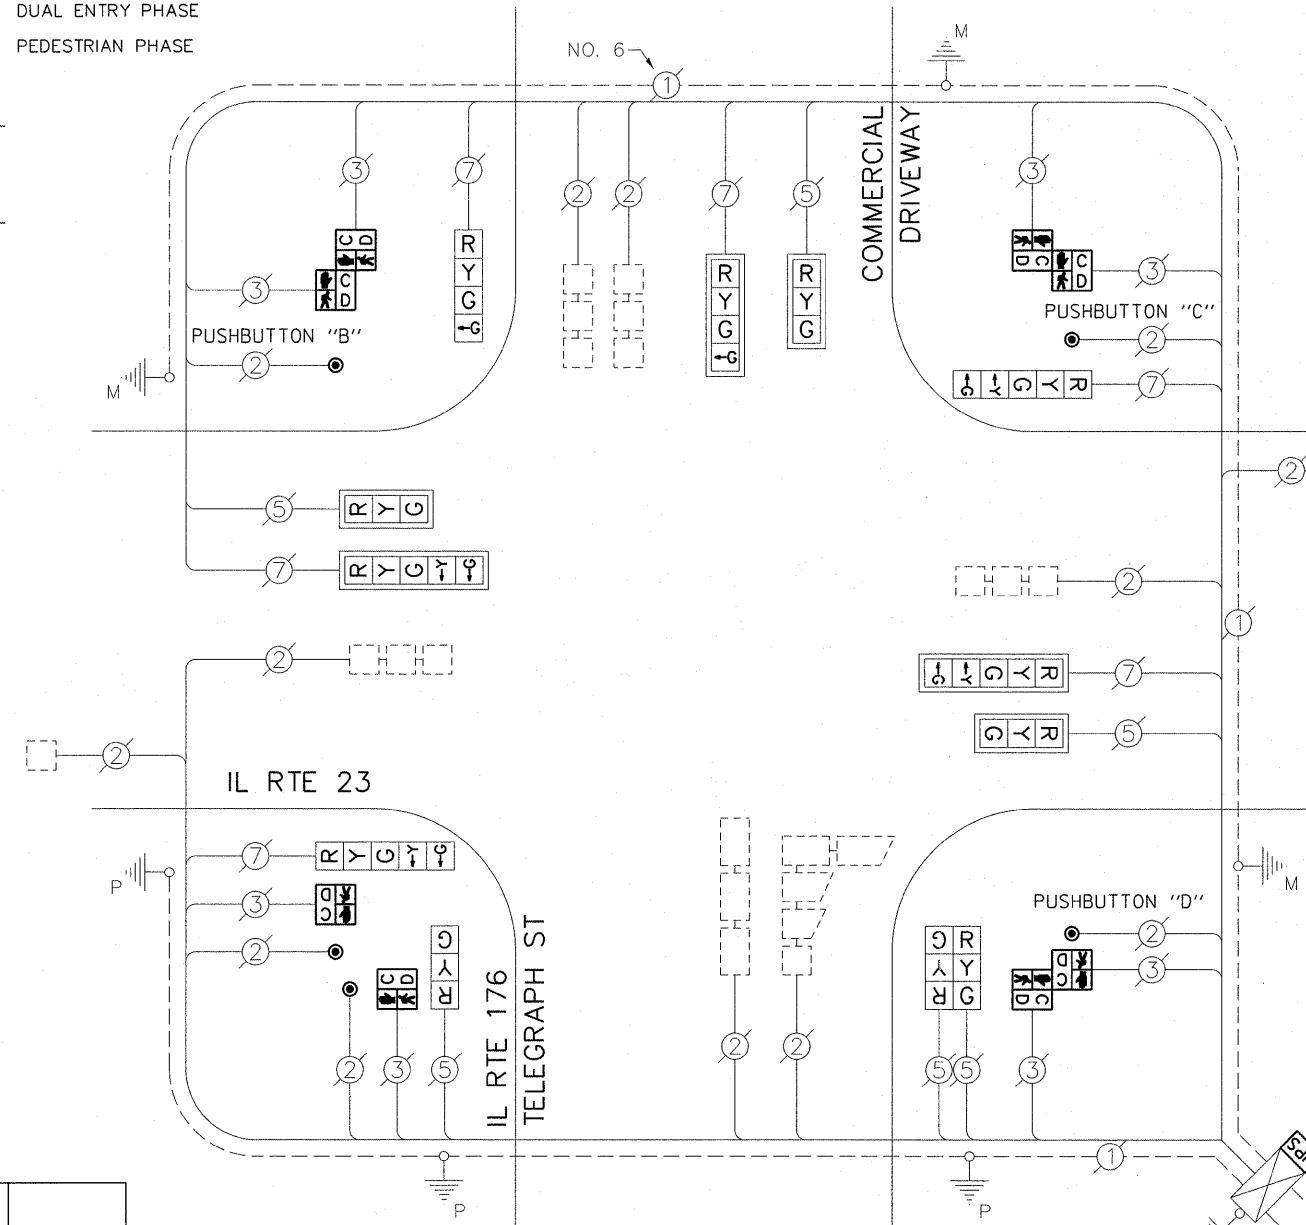 DUAL ENTRY PHASE
PEDESTRIAN PHASE
NO. 6
1
M
COMMERCIAL
DRIVEWAY
3
7
2
2
7
5
3
C D
C
D
R
Y
G
←G
R
Y
G
←G
R
Y
G
D C
C
D
3
3
PUSHBUTTON "B"
2
M
PUSHBUTTON "C"
2
R Y G ←Y ←G
7
2
5
R Y G
7
R Y G ←Y ←G
2
1
2
R Y G ←Y ←G
7
R Y G
5
2
IL RTE 23
7
R Y G ←Y ←G
P
3
C D
2
C D
R Y G
IL RTE 176
TELEGRAPH ST
2
3
5
2
2
M
PUSHBUTTON "D"
2
R Y G
R
Y
G
C D
3
D C
5
5
3
1
P
P